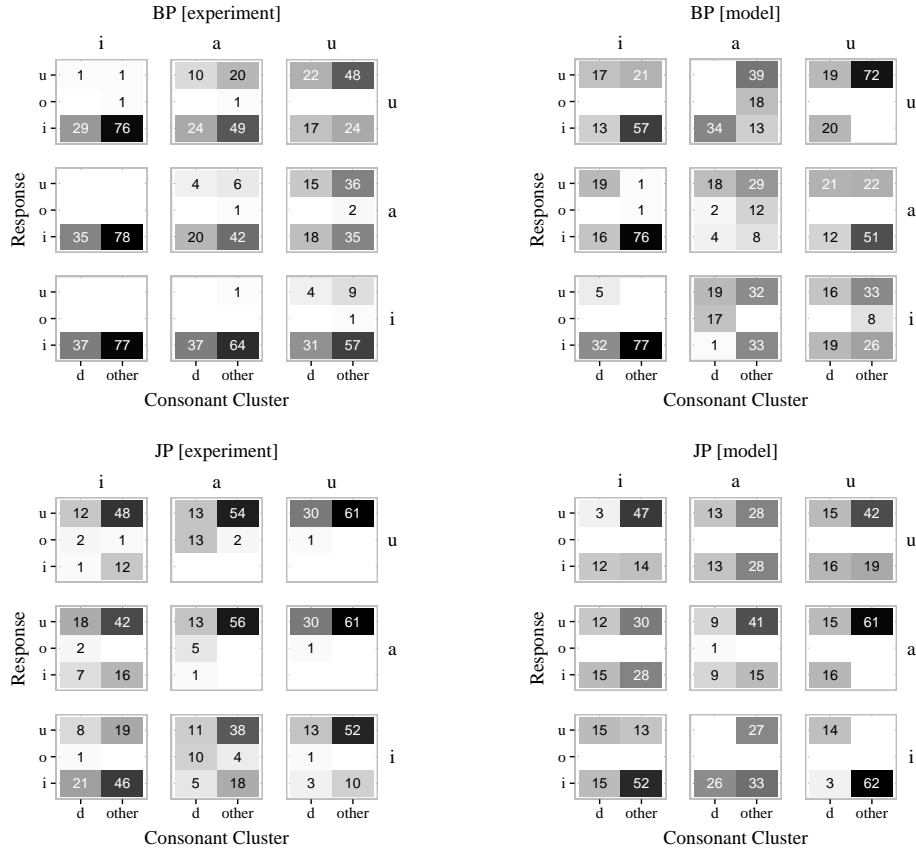 BP [experiment]
i a u
u 1 1 10 20 22 48
o 1 1 u
i 29 76 24 49 17 24
u 4 6 15 36
o 1 2 a
i 35 78 20 42 18 35
u 1 4 9
o 1 i
i 37 77 37 64 31 57
d other d other d other
Response
Consonant Cluster
BP [model]
i a u
u 17 21 39 19 72
o 18 u
i 13 57 34 13 20
u 19 1 18 29 21 22
o 1 2 12 a
i 16 76 4 8 12 51
u 5 19 32 16 33
o 17 8 i
i 32 77 1 33 19 26
d other d other d other
Response
Consonant Cluster
JP [experiment]
i a u
u 12 48 13 54 30 61
o 2 1 13 2 1 u
i 1 12
u 18 42 13 56 30 61
o 2 5 1 a
i 7 16 1
u 8 19 11 38 13 52
o 1 10 4 1 i
i 21 46 5 18 3 10
d other d other d other
Response
Consonant Cluster
JP [model]
i a u
u 3 47 13 28 15 42
o u
i 12 14 13 28 16 19
u 12 30 9 41 15 61
o 1 a
i 15 28 9 15 16
u 15 13 27 14
o i
i 15 52 26 33 3 62
d other d other d other
Response
Consonant Cluster